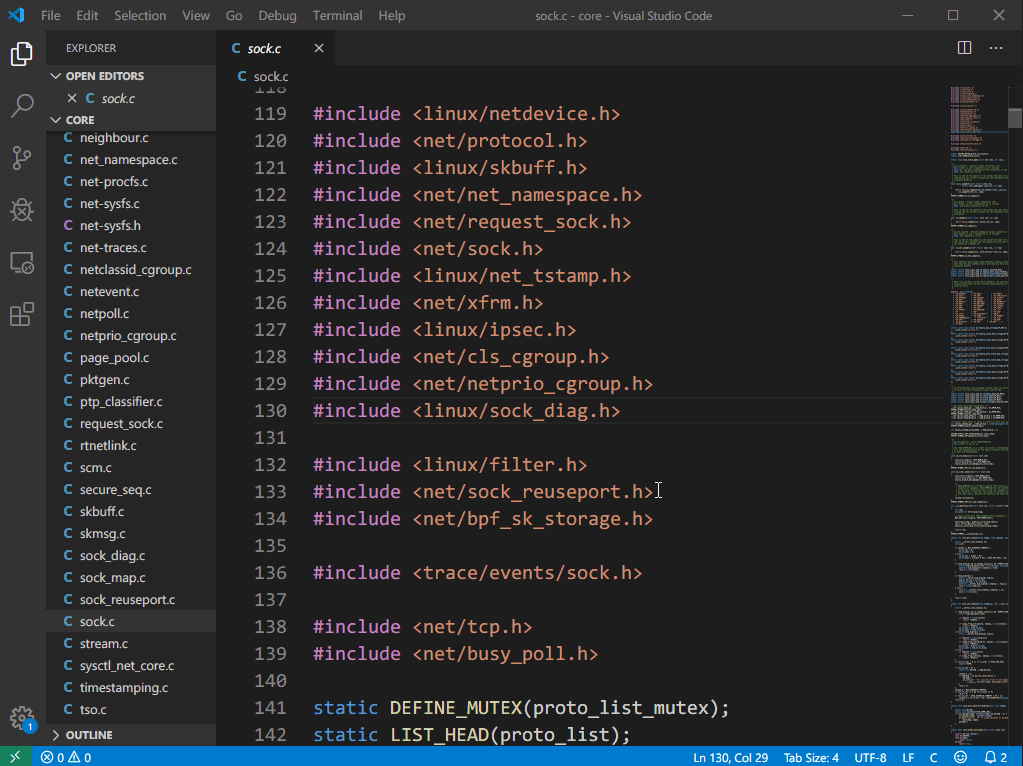 File Edit Selection View Go Debug Terminal Help sock.c - core - Visual Studio Code
EXPLORER
OPEN EDITORS
C sock.c
CORE
C neighbour.c
C net_namespace.c
C net-procfs.c
C net-sysfs.c
C net-sysfs.h
C net-traces.c
C netclassid_cgroup.c
C netevent.c
C netpoll.c
C netprio_cgroup.c
C page_pool.c
C pktgen.c
C ptp_classifier.c
C request_sock.c
C rtnetlink.c
C scm.c
C secure_seq.c
C skbuff.c
C skmsg.c
C sock_diag.c
C sock_map.c
C sock_reuseport.c
C sock.c
C stream.c
C sysctl_net_core.c
C timestamping.c
C tso.c
OUTLINE
1
C sock.c
C sock.c
118
119 #include <linux/netdevice.h>
120 #include <net/protocol.h>
121 #include <linux/skbuff.h>
122 #include <net/net_namespace.h>
123 #include <net/request_sock.h>
124 #include <net/sock.h>
125 #include <linux/net_tstamp.h>
126 #include <net/xfrm.h>
127 #include <linux/ipsec.h>
128 #include <net/cls_cgroup.h>
129 #include <net/netprio_cgroup.h>
130 #include <linux/sock_diag.h>
131
132 #include <linux/filter.h>
133 #include <net/sock_reuseport.h>
134 #include <net/bpf_sk_storage.h>
135
136 #include <trace/events/sock.h>
137
138 #include <net/tcp.h>
139 #include <net/busy_poll.h>
140
141 static DEFINE_MUTEX(proto_list_mutex);
142 static LIST_HEAD(proto_list);
0 0 Ln 130, Col 29 Tab Size: 4 UTF-8 LF C 2